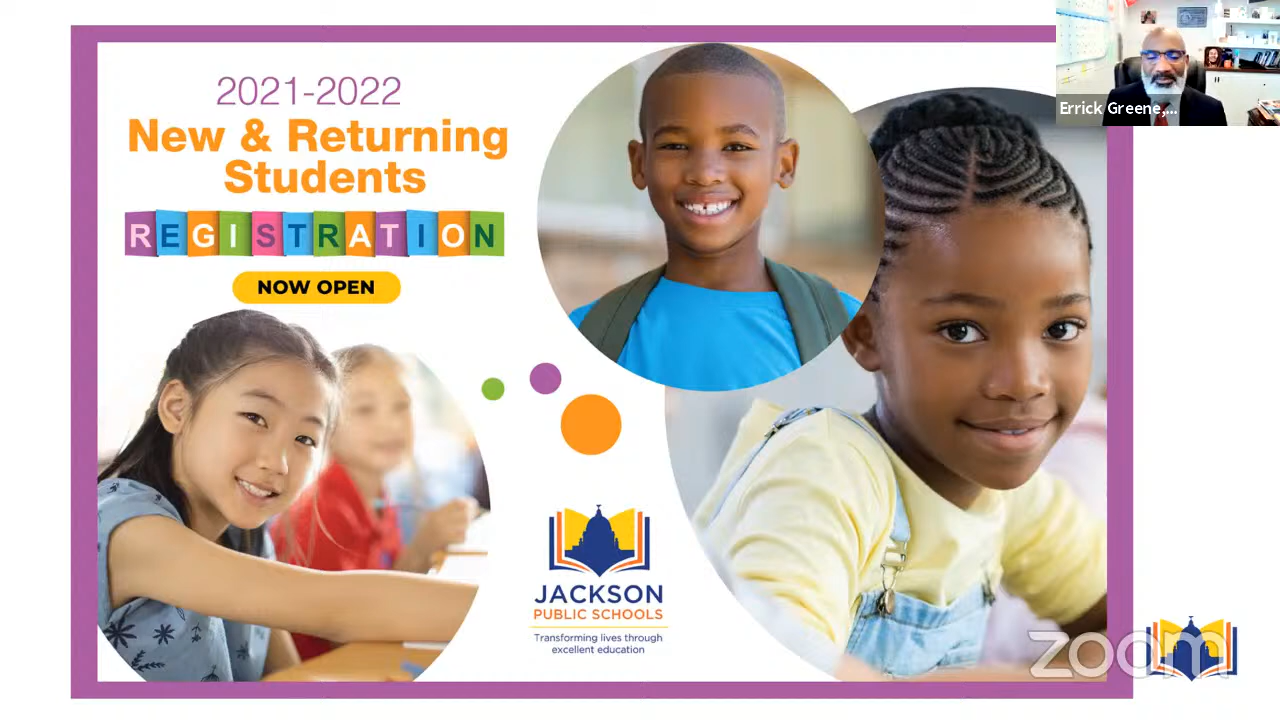 2021-2022
New & Returning
Students
REGISTRATION
NOW OPEN
JACKSON
PUBLIC SCHOOLS
Transforming lives through
excellent education
Errick Greene,...
zoom